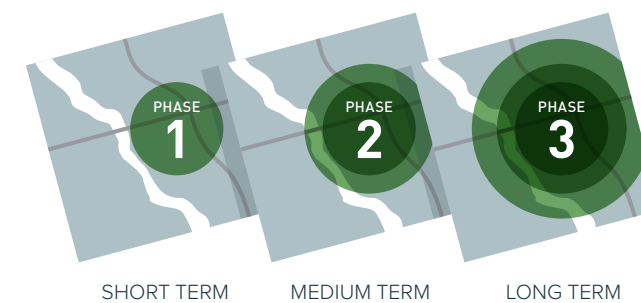 PHASE
1
PHASE
2
PHASE
3
SHORT TERM
MEDIUM TERM
LONG TERM